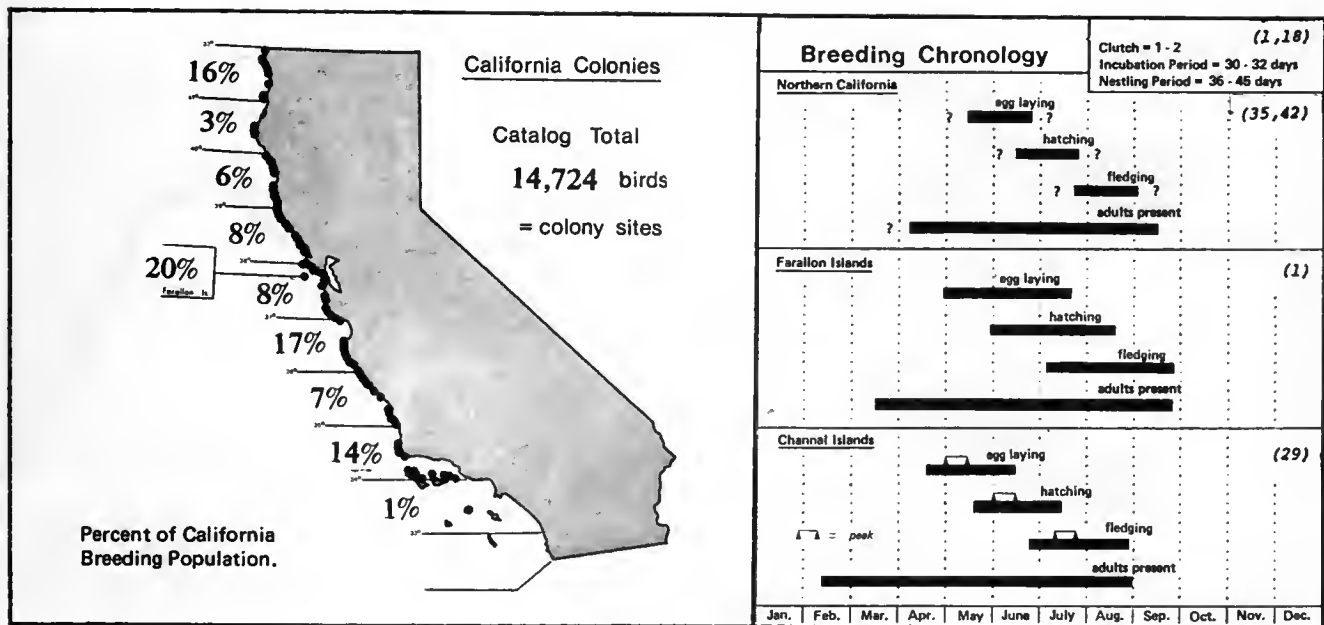 California Colonies
Catalog Total
14,724 birds
= colony sites
16%
3%
6%
8%
20%
Farallon Is
8%
17%
7%
14%
1%
Percent of California
Breeding Population.
Breeding Chronology
(1,18)
Clutch = 1 - 2
Incubation Period = 30 - 32 days
Nestling Period = 36 - 45 days
Northern California
(35,42)
egg laying
? ?
hatching
? ?
fledging
? ?
adults present
?
Farallon Islands
(1)
egg laying
hatching
fledging
adults present
Channal Islands
(29)
egg laying
hatching
fledging
= peak
adults present
Jan. Feb. Mar. Apr. May June July Aug. Sep. Oct. Nov. Dec.